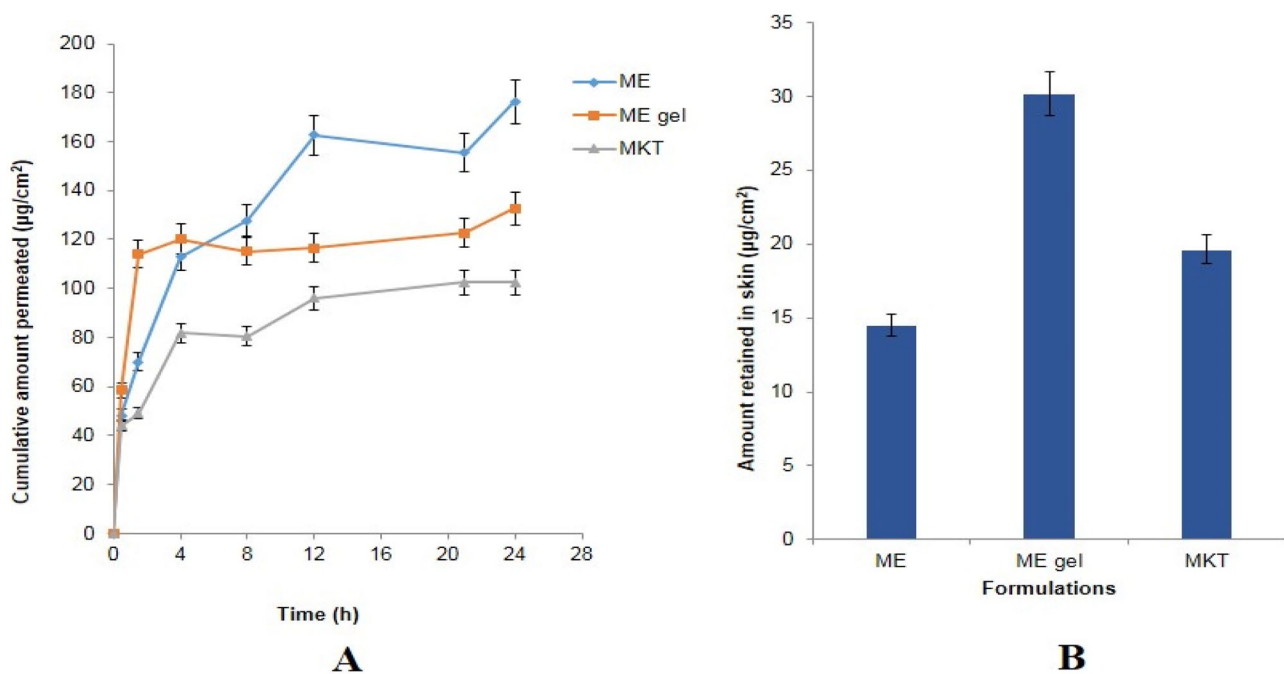 200
180
160
140
120
100
80
60
40
20
0
Cumulative amount permeated (µg/cm²)
0 4 8 12 16 20 24 28
Time (h)
ME
ME gel
MKT
A
35
30
25
20
15
10
5
0
Amount retained in skin (µg/cm²)
ME ME gel MKT
Formulations
B